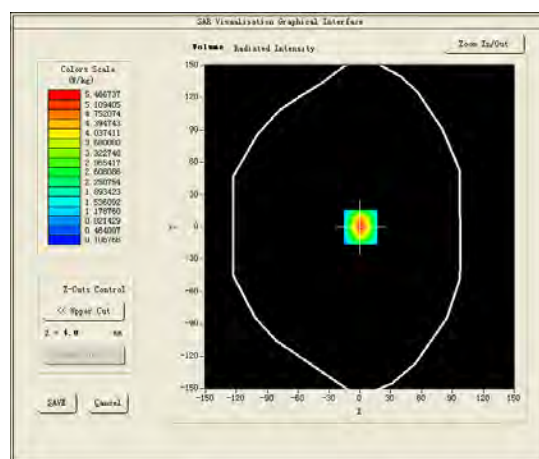 SAR Visualisation Graphical Interface
Volume Radiated Intensity
Zoom In/Out
Colors Scale
(W/kg)
5.466737
5.109405
4.752074
4.394743
4.037411
3.680080
3.322748
2.965417
2.608086
2.250754
1.893423
1.536092
1.178760
0.821429
0.464097
0.106766
150
120
90
60
30
0
-30
-60
-90
-120
-150
Y
-150 -120 -90 -60 -30 0 30 60 90 120 150
X
Z-Cuts Control
<< Upper Cut
Z = 4.0 mm
SAVE
Cancel